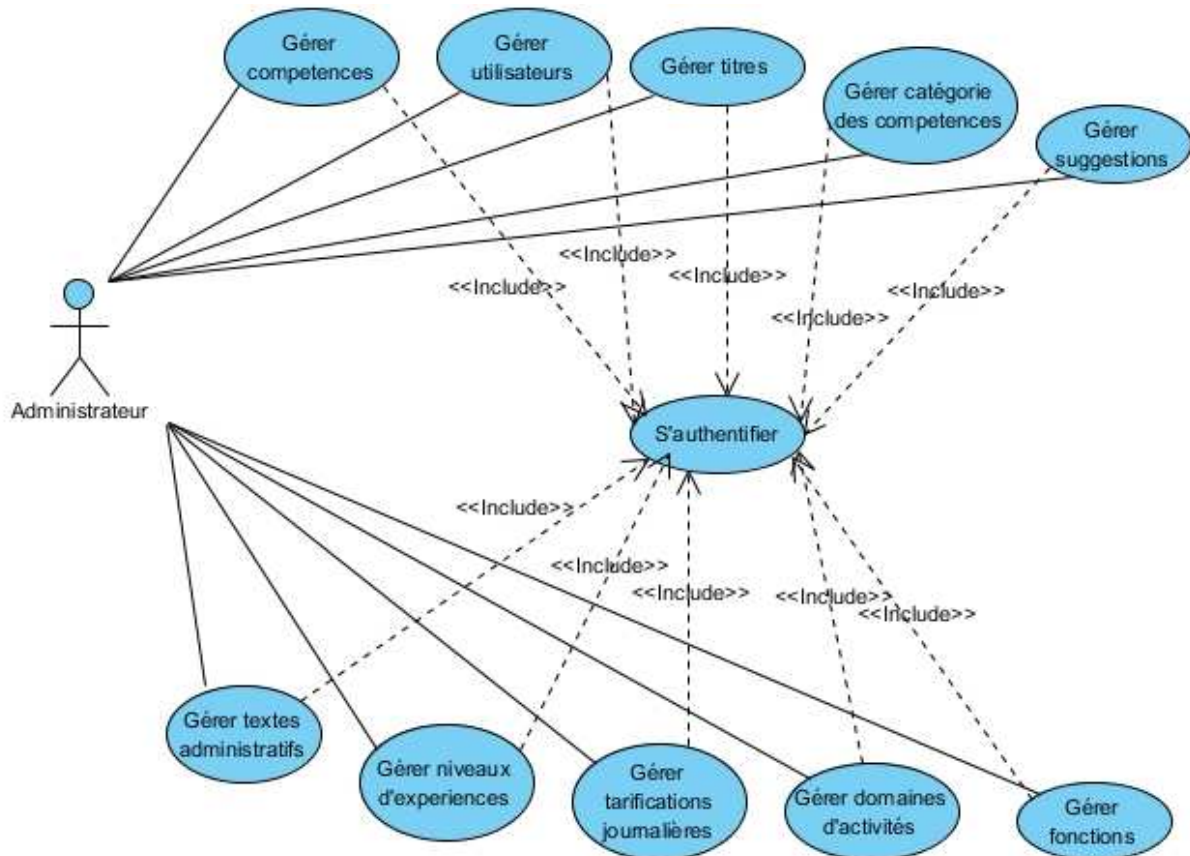 Gérer
competences
Gérer
utilisateurs
Gérer titres
Gérer catégorie
des competences
Gérer
suggestions
<<Include>>
<<Include>>
<<Include>>
<<Include>>
<<Include>>
Administrateur
S'authentifier
<<Include>>
<<Include>>
<<Include>>
<<Include>>
<<Include>>
Gérer textes
administratifs
Gérer niveaux
d'experiences
Gérer
tarifications
journalières
Gérer domaines
d'activités
Gérer
fonctions